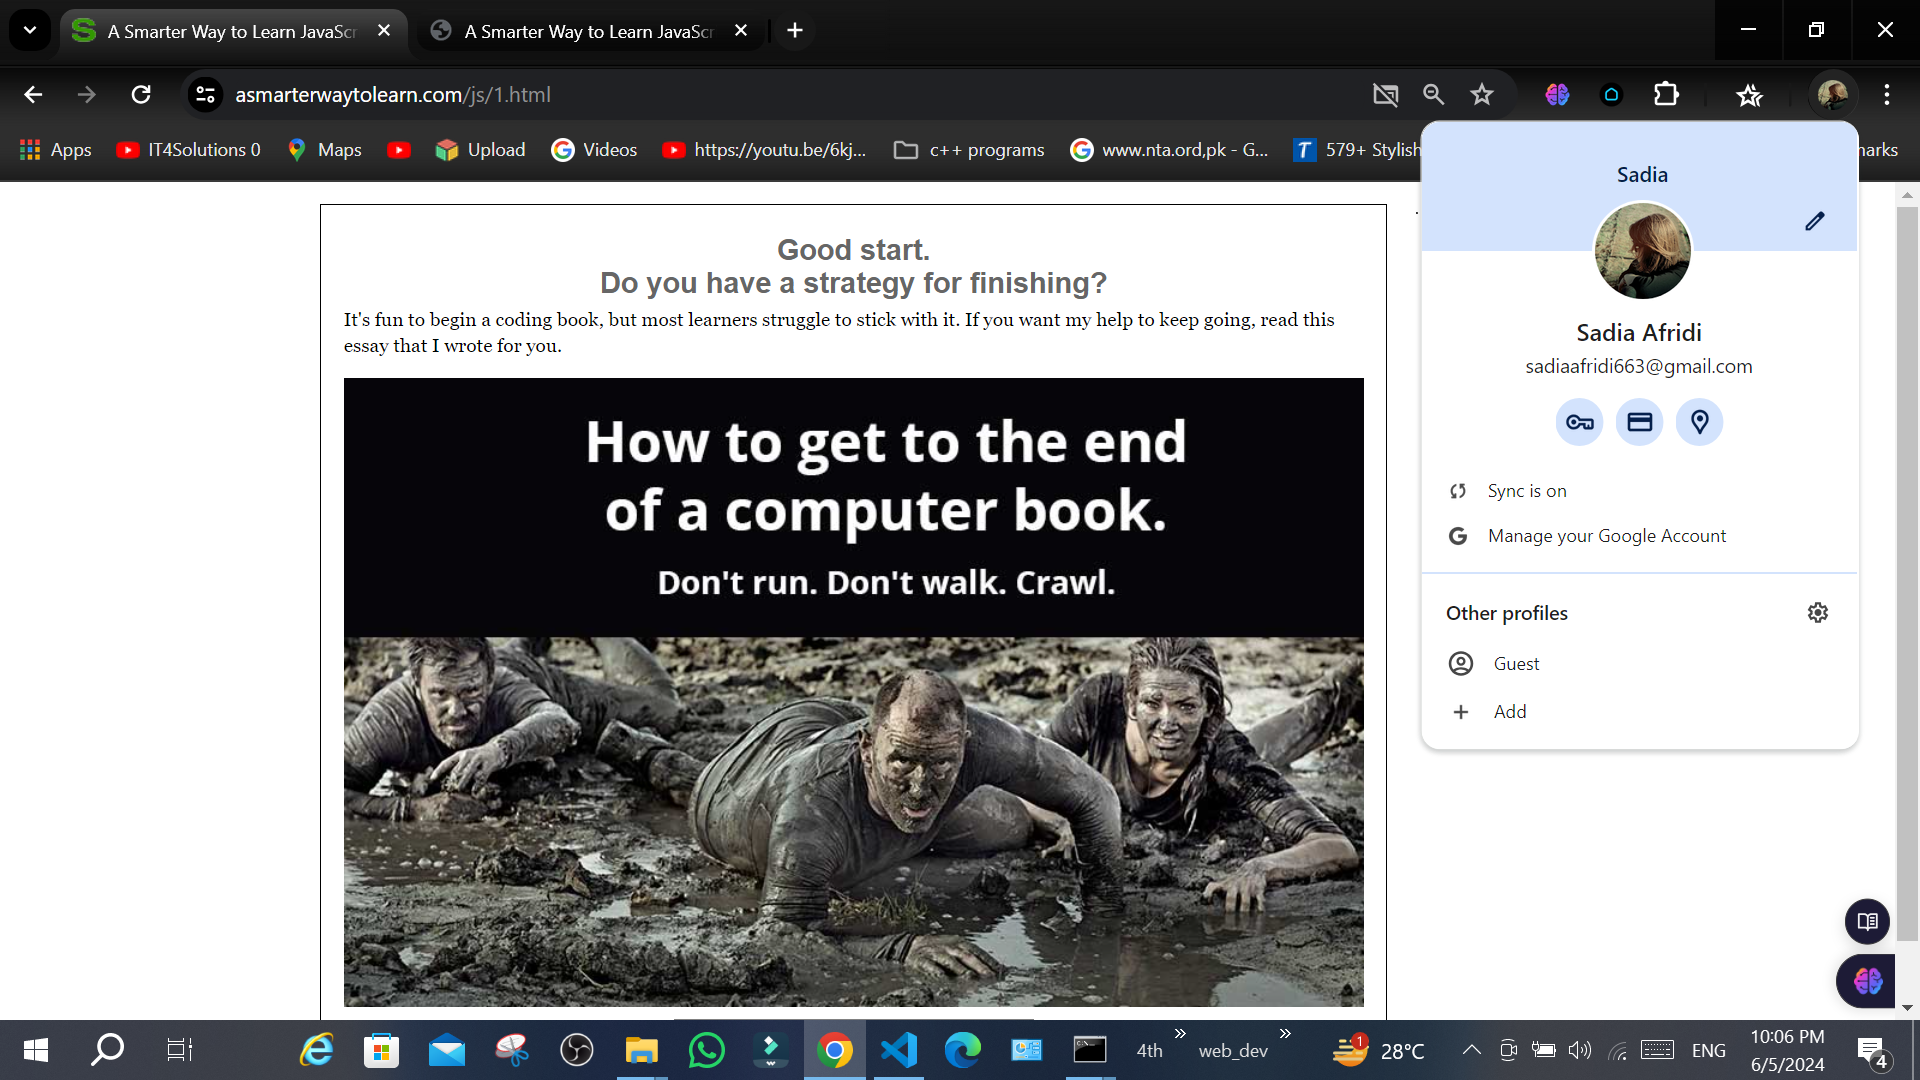 A Smarter Way to Learn JavaScr
A Smarter Way to Learn JavaScr
asmarterwaytolearn.com/js/1.html
Apps
IT4Solutions 0
Maps
Upload
Videos
https://youtu.be/6kj...
c++ programs
www.nta.ord,pk - G...
579+ Stylish
narks
Good start.
Do you have a strategy for finishing?
It's fun to begin a coding book, but most learners struggle to stick with it. If you want my help to keep going, read this
essay that I wrote for you.
How to get to the end
of a computer book.
Don't run. Don't walk. Crawl.
Sadia
Sadia Afridi
sadiaafridi663@gmail.com
Sync is on
Manage your Google Account
Other profiles
Guest
Add
4th
web_dev
1
28°C
ENG
10:06 PM
6/5/2024
4